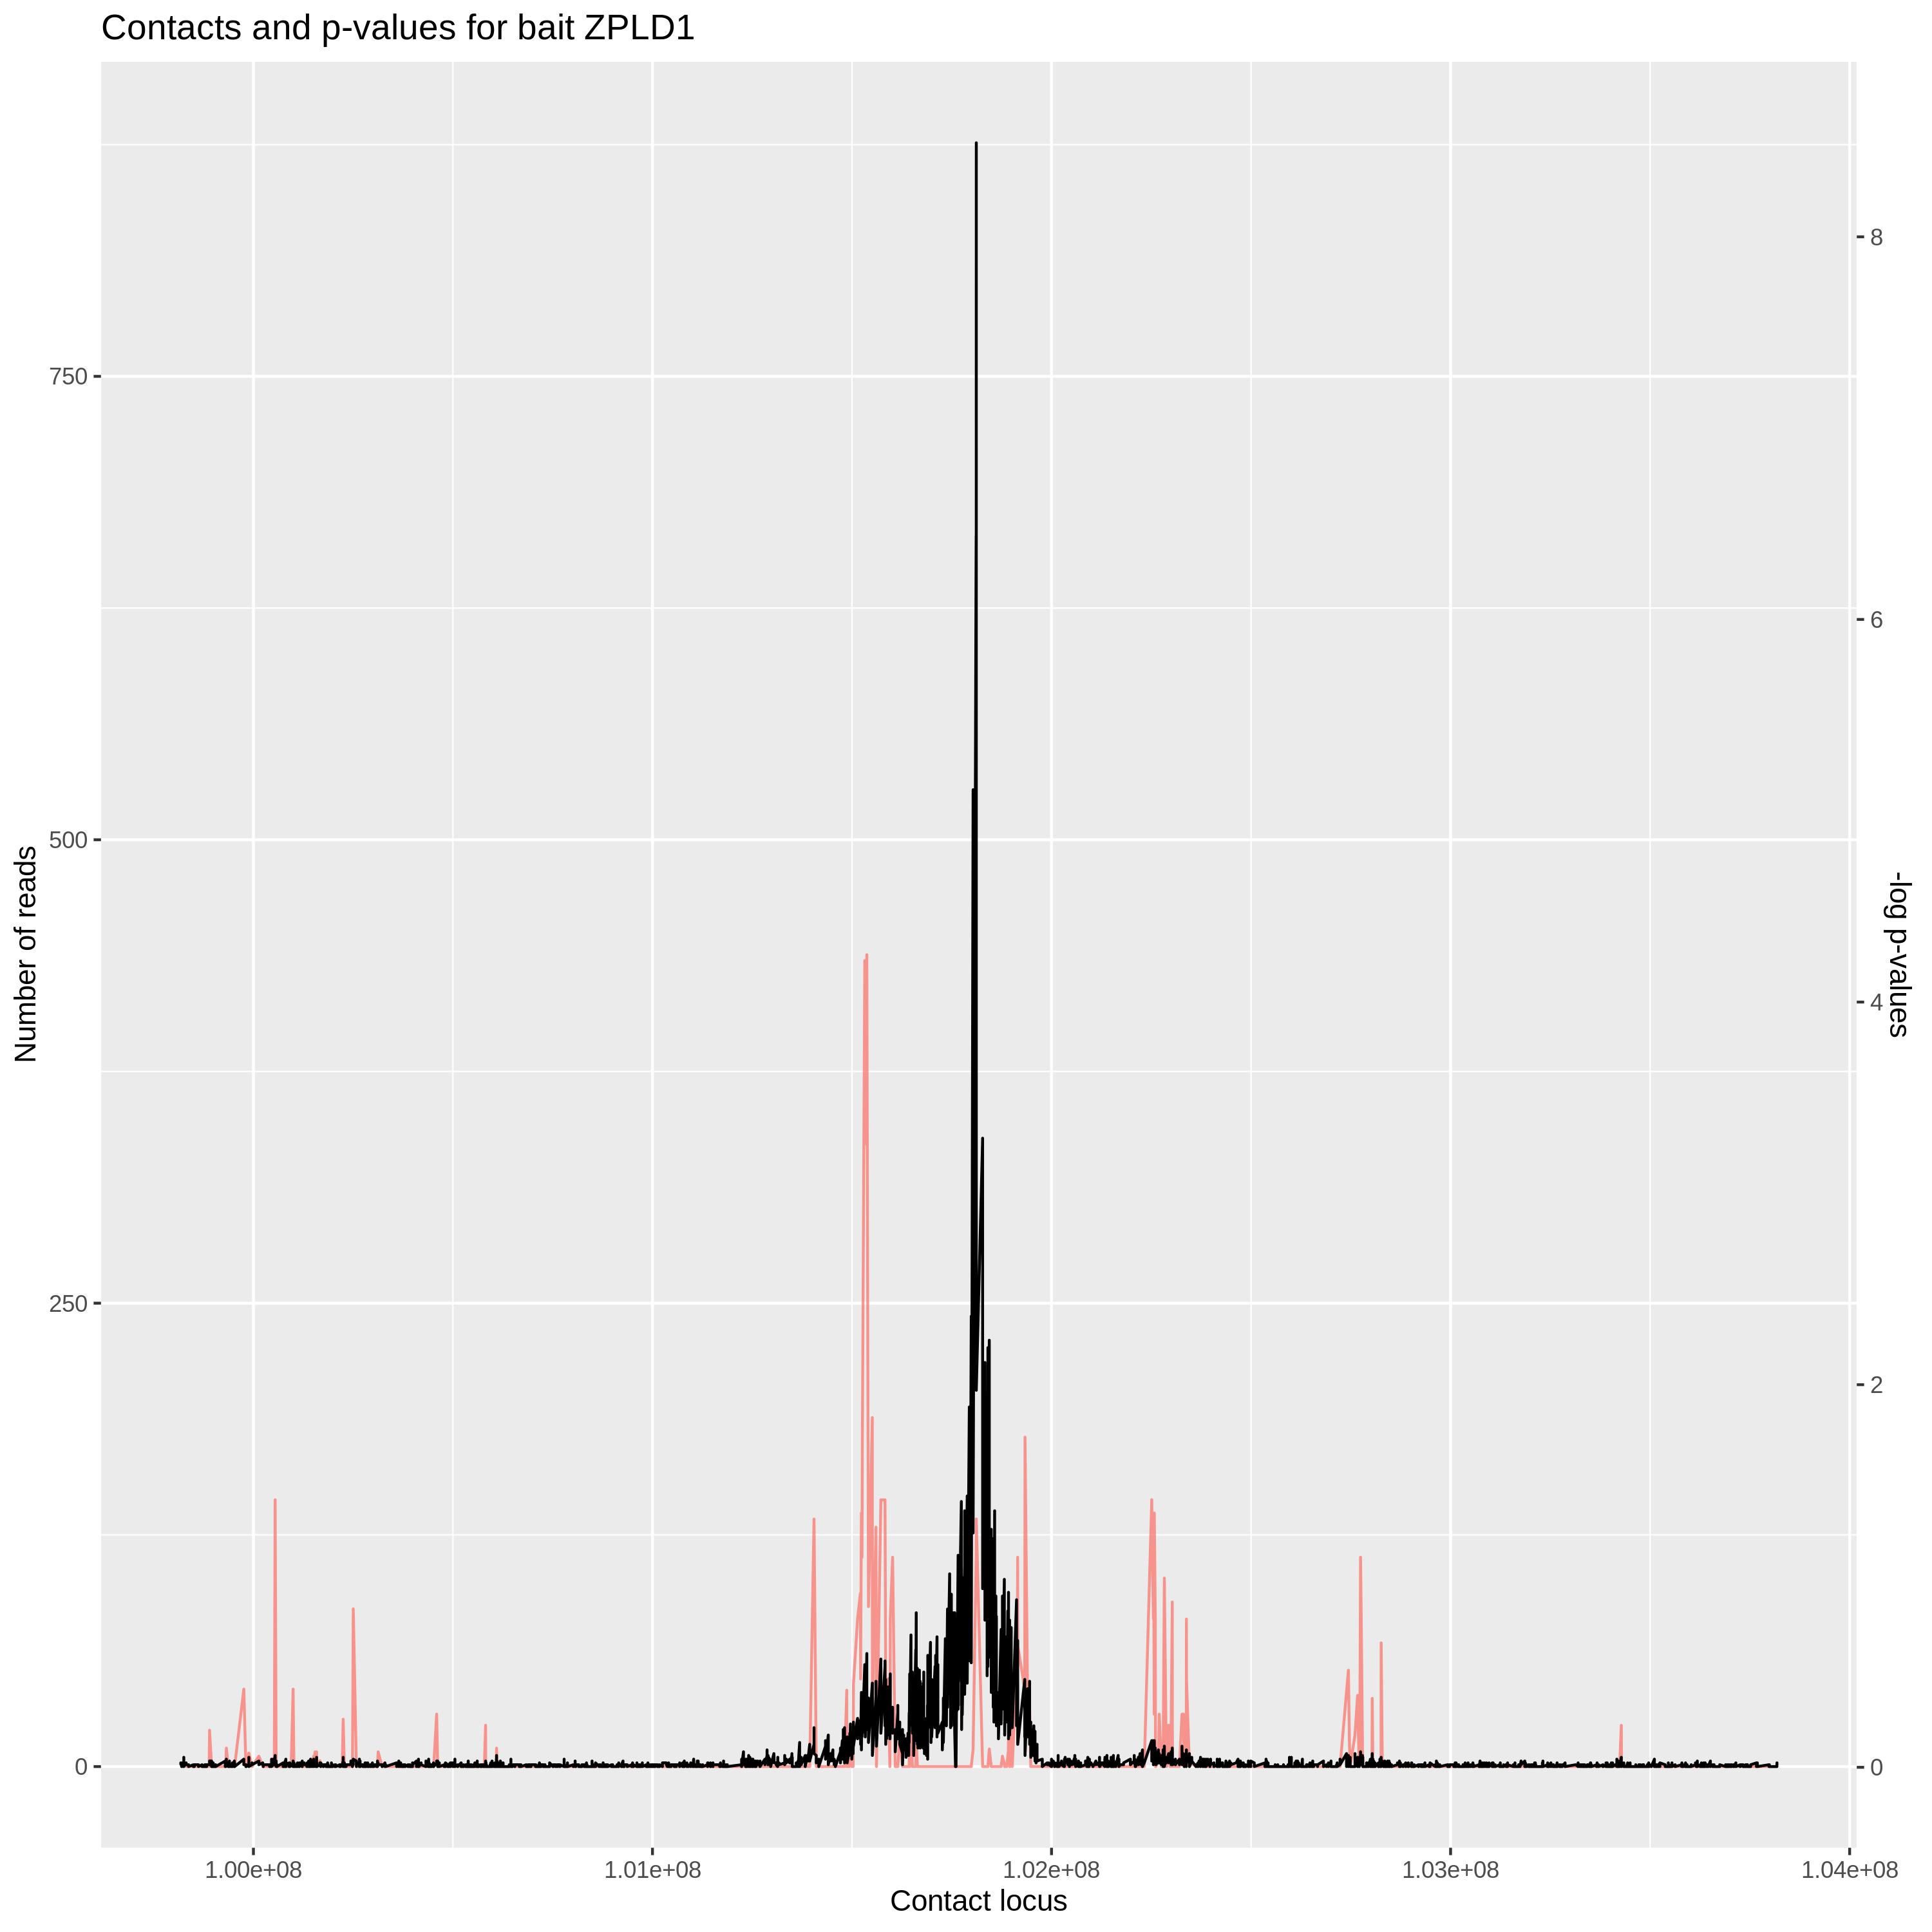 Contacts and p-values for bait ZPLD1
Number of reads
750
500
250
0
8
6
4
2
0
-log p-values
1.00e+08
1.01e+08
1.02e+08
1.03e+08
1.04e+08
Contact locus